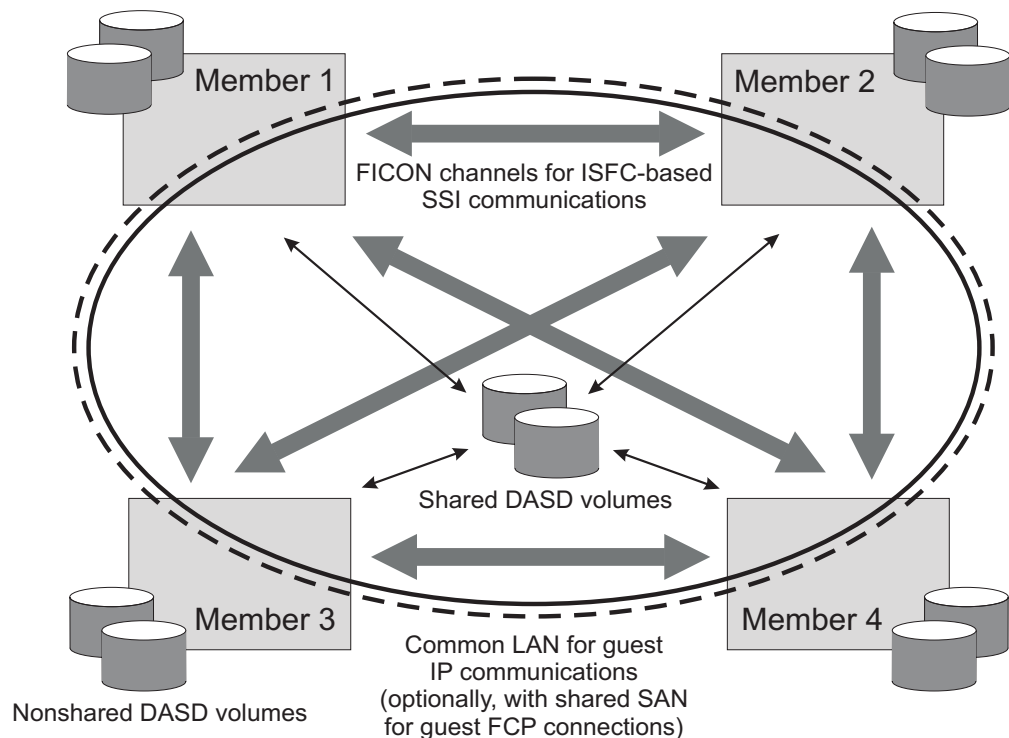 Member 1
Member 2
FICON channels for ISFC-based
SSI communications
Shared DASD volumes
Member 3
Member 4
Common LAN for guest
IP communications
(optionally, with shared SAN
for guest FCP connections)
Nonshared DASD volumes